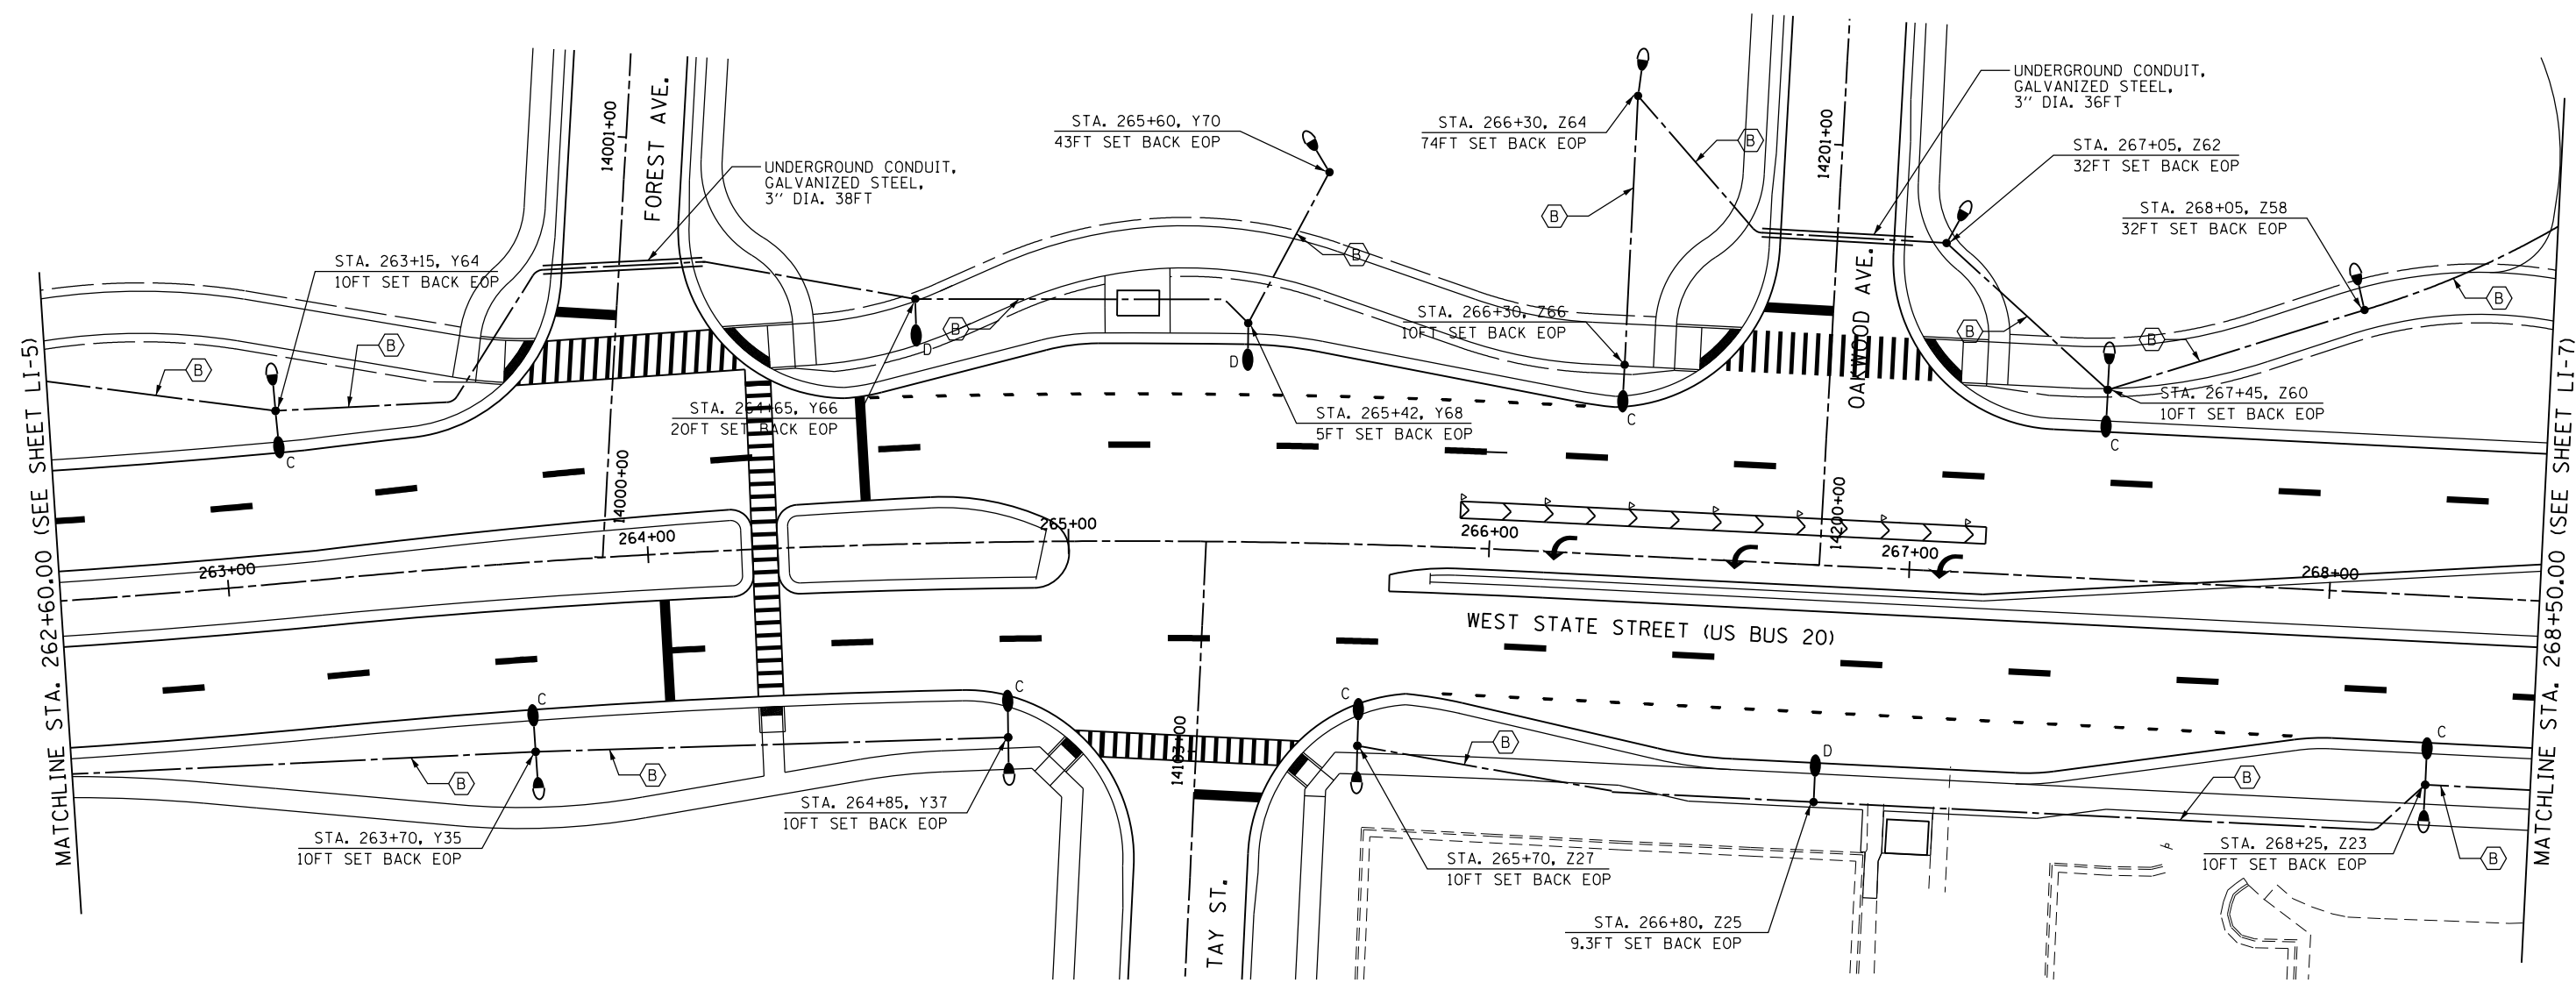 UNDERGROUND CONDUIT,
GALVANIZED STEEL,
3" DIA. 36FT
14001+00
FOREST AVE.
STA. 265+60, Y70
43FT SET BACK EOP
STA. 266+30, Z64
74FT SET BACK EOP
B
14201+00
STA. 267+05, Z62
32FT SET BACK EOP
UNDERGROUND CONDUIT,
GALVANIZED STEEL,
3" DIA. 38FT
B
STA. 268+05, Z58
32FT SET BACK EOP
STA. 263+15, Y64
10FT SET BACK EOP
B
OAKWOOD AVE.
B
STA. 266+30, Z66
10FT SET BACK EOP
B
B
B
B
B
D
D
STA. 264+65, Y66
20FT SET BACK EOP
STA. 265+42, Y68
5FT SET BACK EOP
C
STA. 267+45, Z60
10FT SET BACK EOP
C
C
MATCHLINE STA. 262+60.00 (SEE SHEET LI-5)
MATCHLINE STA. 268+50.00 (SEE SHEET LI-7)
14000+00
14200+00
263+00
264+00
265+00
266+00
267+00
268+00
WEST STATE STREET (US BUS 20)
C
C
C
C
D
B
B
B
B
B
14103+00
STA. 263+70, Y35
10FT SET BACK EOP
STA. 264+85, Y37
10FT SET BACK EOP
STA. 265+70, Z27
10FT SET BACK EOP
STA. 268+25, Z23
10FT SET BACK EOP
STA. 266+80, Z25
9.3FT SET BACK EOP
TAY ST.